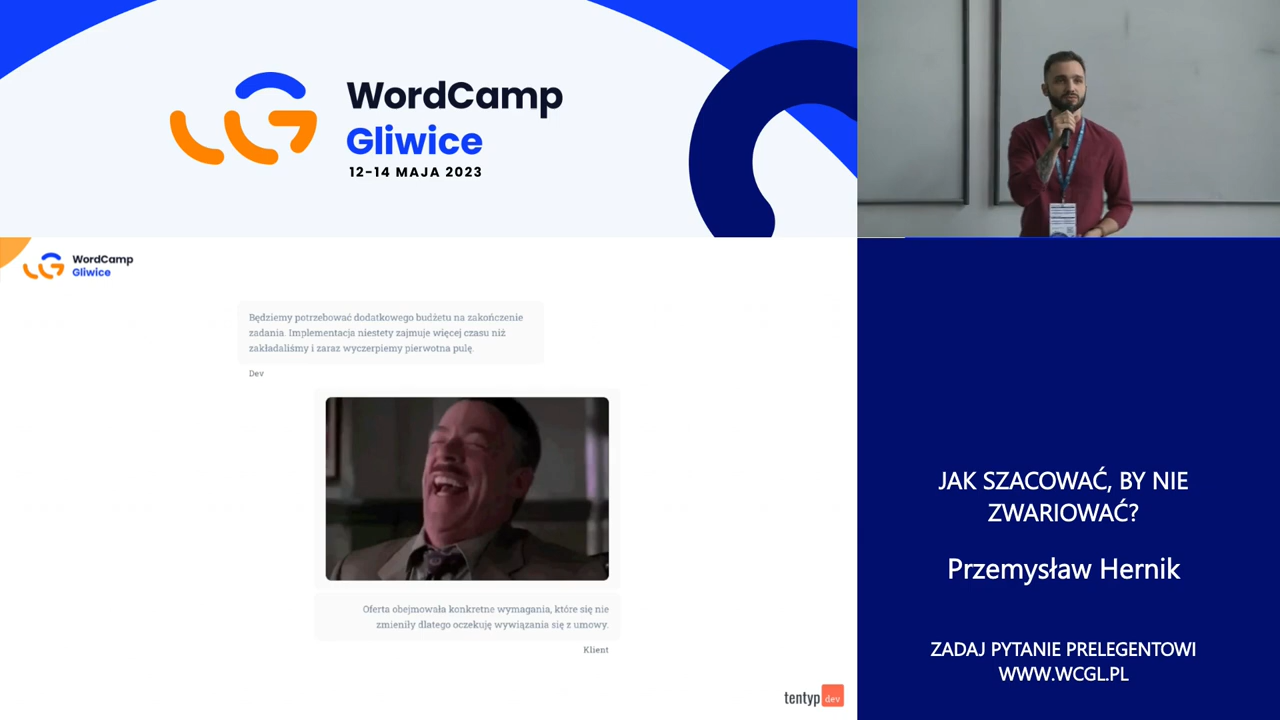 WordCamp
Gliwice
12-14 MAJA 2023
WordCamp
Gliwice
Będziemy potrzebować dodatkowego budżetu na zakończenie
zadania. Implementacja niestety zajmuje więcej czasu niż
zakładaliśmy i zaraz wyczerpiemy pierwotna pulę.
Dev
Oferta obejmowała konkretne wymagania, które się nie
zmieniły dlatego oczekuję wywiązania się z umowy.
Klient
tentyp dev
JAK SZACOWAĆ, BY NIE
ZWARIOWAĆ?
Przemysław Hernik
ZADAJ PYTANIE PRELEGENTOWI
WWW.WCGL.PL